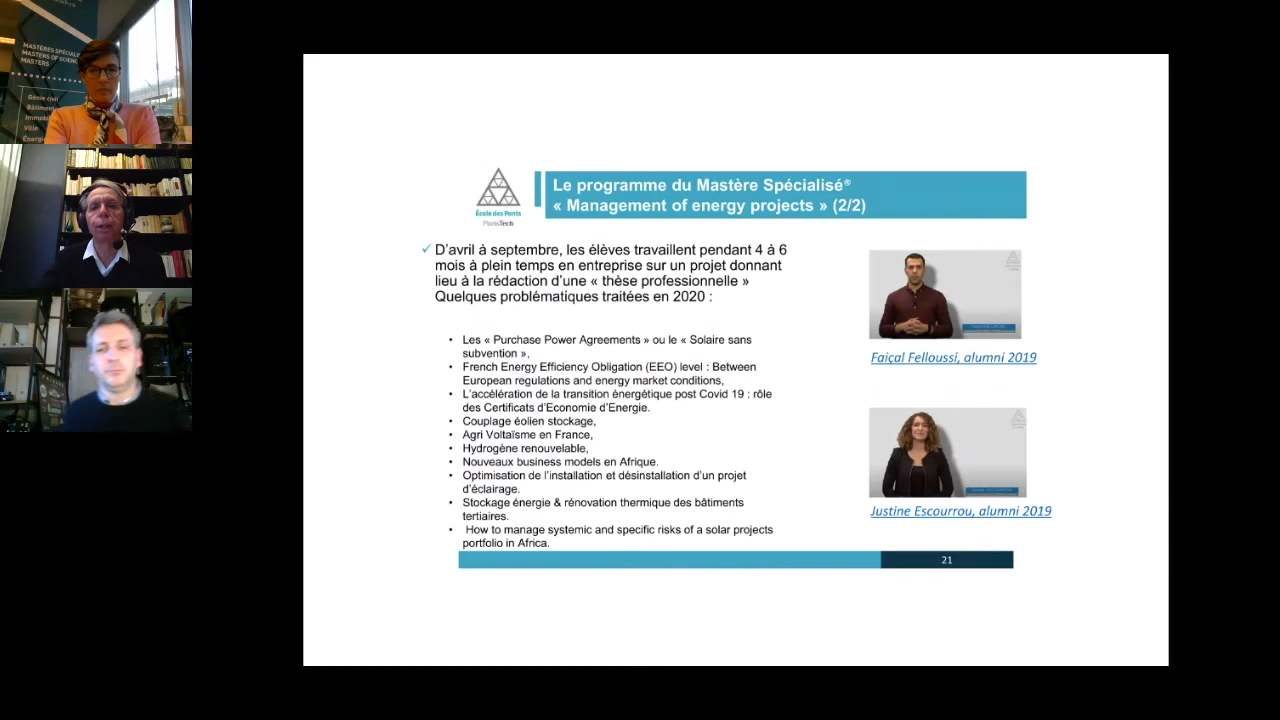 MASTÈRES SPÉCIALI
MASTERS OF SCIENC
MASTERS
Génie civil
Bâtiment
Immobil
Ville
Énergie
École des Ponts
ParisTech
Le programme du Mastère Spécialisé®
« Management of energy projects » (2/2)
✓ D’avril à septembre, les élèves travaillent pendant 4 à 6
mois à plein temps en entreprise sur un projet donnant
lieu à la rédaction d’une « thèse professionnelle »
Quelques problématiques traitées en 2020 :
• Les « Purchase Power Agreements » ou le « Solaire sans
subvention »,
• French Energy Efficiency Obligation (EEO) level : Between
European regulations and energy market conditions,
• L’accélération de la transition énergétique post Covid 19 : rôle
des Certificats d’Economie d’Energie.
• Couplage éolien stockage,
• Agri Voltaïsme en France,
• Hydrogène renouvelable,
• Nouveaux business models en Afrique.
• Optimisation de l’installation et désinstallation d’un projet
d’éclairage.
• Stockage énergie & rénovation thermique des bâtiments
tertiaires.
• How to manage systemic and specific risks of a solar projects
portfolio in Africa.
Faiçal Felloussi, alumni 2019
Justine Escourrou, alumni 2019
21